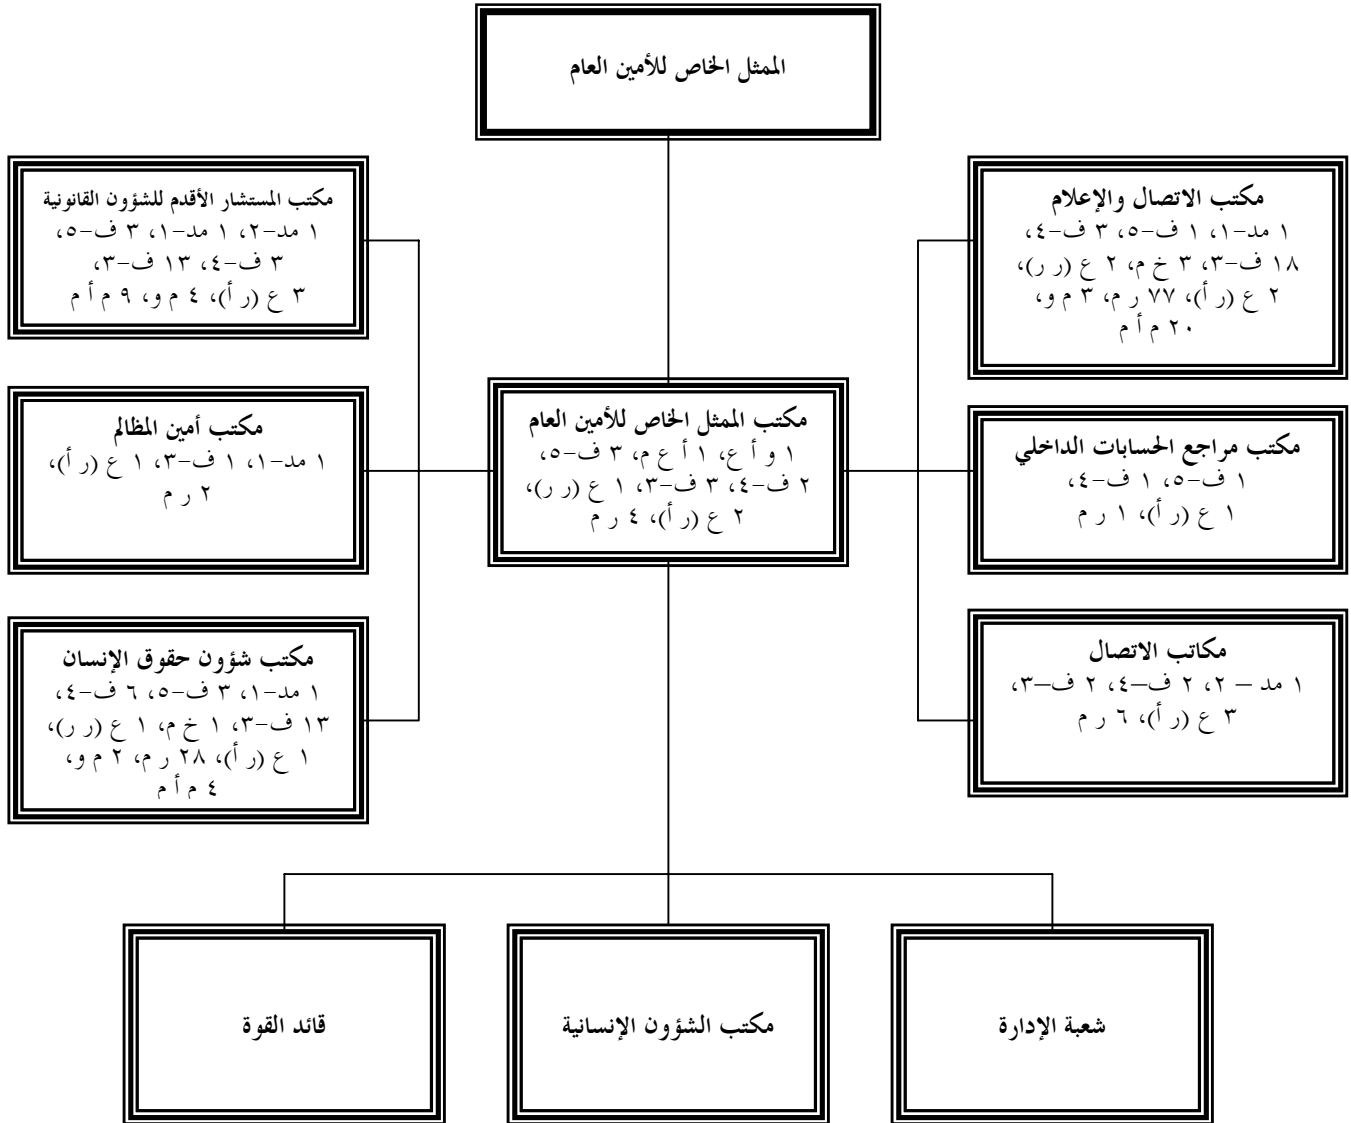 الممثل الخاص للأمين العام
مكتب الاتصال والإعلام
١ مد-١، ١ ف-٥، ٣ ف-٤،
١٨ ف-٣، ٣ خ م، ٢ ع (ر ر)،
٢ ع (ر أ)، ٧٧ ر م، ٣ م و،
٢٠ م أ م
مكتب المستشار الأقدم للشؤون القانونية
١ مد-٢، ١ مد-١، ٣ ف-٥،
٣ ف-٤، ١٣ ف-٣،
٣ ع (ر أ)، ٤ م و، ٩ م أ م
مكتب الممثل الخاص للأمين العام
١ و أ ع، ١ أ ع م، ٣ ف-٥،
٢ ف-٤، ٣ ف-٣، ١ ع (ر ر)،
٢ ع (ر أ)، ٤ ر م
مكتب مراجع الحسابات الداخلي
١ ف-٥، ١ ف-٤،
١ ع (ر أ)، ١ ر م
مكتب أمين المظالم
١ مد-١، ١ ف-٣، ١ ع (ر أ)،
٢ ر م
مكاتب الاتصال
١ مد – ٢، ٢ ف–٤، ٢ ف–٣،
٣ ع (ر أ)، ٦ ر م
مكتب شؤون حقوق الإنسان
١ مد-١، ٣ ف-٥، ٦ ف-٤،
١٣ ف-٣، ١ خ م، ١ ع (ر ر)،
١ ع (ر أ)، ٢٨ ر م، ٢ م و،
٤ م أ م
شعبة الإدارة
مكتب الشؤون الإنسانية
قائد القوة